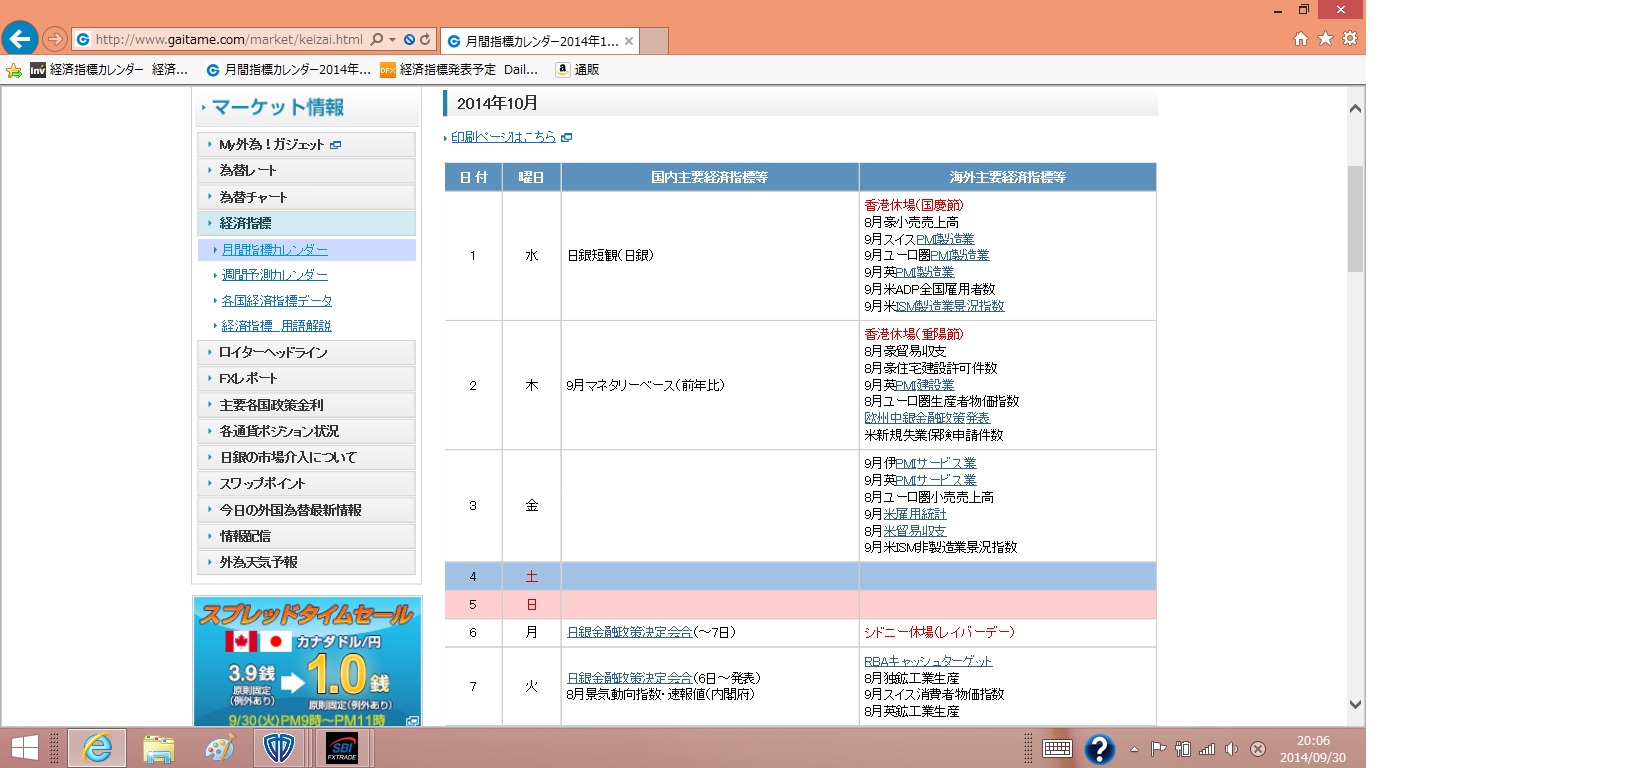 http://www.gaitame.com/market/keizai.html
月間指標カレンダー2014年1...
経済指標カレンダー 経済...
月間指標カレンダー2014年...
経済指標発表予定 Dail...
通販
マーケット情報
My外為！ガジェット
為替レート
為替チャート
経済指標
月間指標カレンダー
週間予測カレンダー
各国経済指標データ
経済指標 用語解説
ロイターヘッドライン
FXレポート
主要各国政策金利
各通貨ポジション状況
日銀の市場介入について
スワップポイント
今日の外国為替最新情報
情報配信
外為天気予報
スプレッドタイムセール
カナダドル/円
3.9銭
原則固定
(例外あり)
1.0銭
原則固定(例外あり)
9/30(火)PM9時～PM11時
2014年10月
印刷ページはこちら
日付 曜日 国内主要経済指標等 海外主要経済指標等
1 水 日銀短観(日銀)
香港休場(国慶節)
8月豪小売売上高
9月スイスPMI製造業
9月ユーロ圏PMI製造業
9月英PMI製造業
9月米ADP全国雇用者数
9月米ISM製造業景況指数
2 木 9月マネタリーベース(前年比)
香港休場(重陽節)
8月豪貿易収支
8月豪住宅建設許可件数
9月英PMI建設業
8月ユーロ圏生産者物価指数
欧州中銀金融政策発表
米新規失業保険申請件数
3 金
9月伊PMIサービス業
9月英PMIサービス業
8月ユーロ圏小売売上高
9月米雇用統計
8月米貿易収支
9月米ISM非製造業景況指数
4 土
5 日
6 月 日銀金融政策決定会合(～7日) シドニー休場(レイバーデー)
7 火
日銀金融政策決定会合(6日～発表)
8月景気動向指数・速報値(内閣府)
RBAキャッシュターゲット
8月独鉱工業生産
9月スイス消費者物価指数
8月英鉱工業生産
SBI
FXTRADE
20:06
2014/09/30